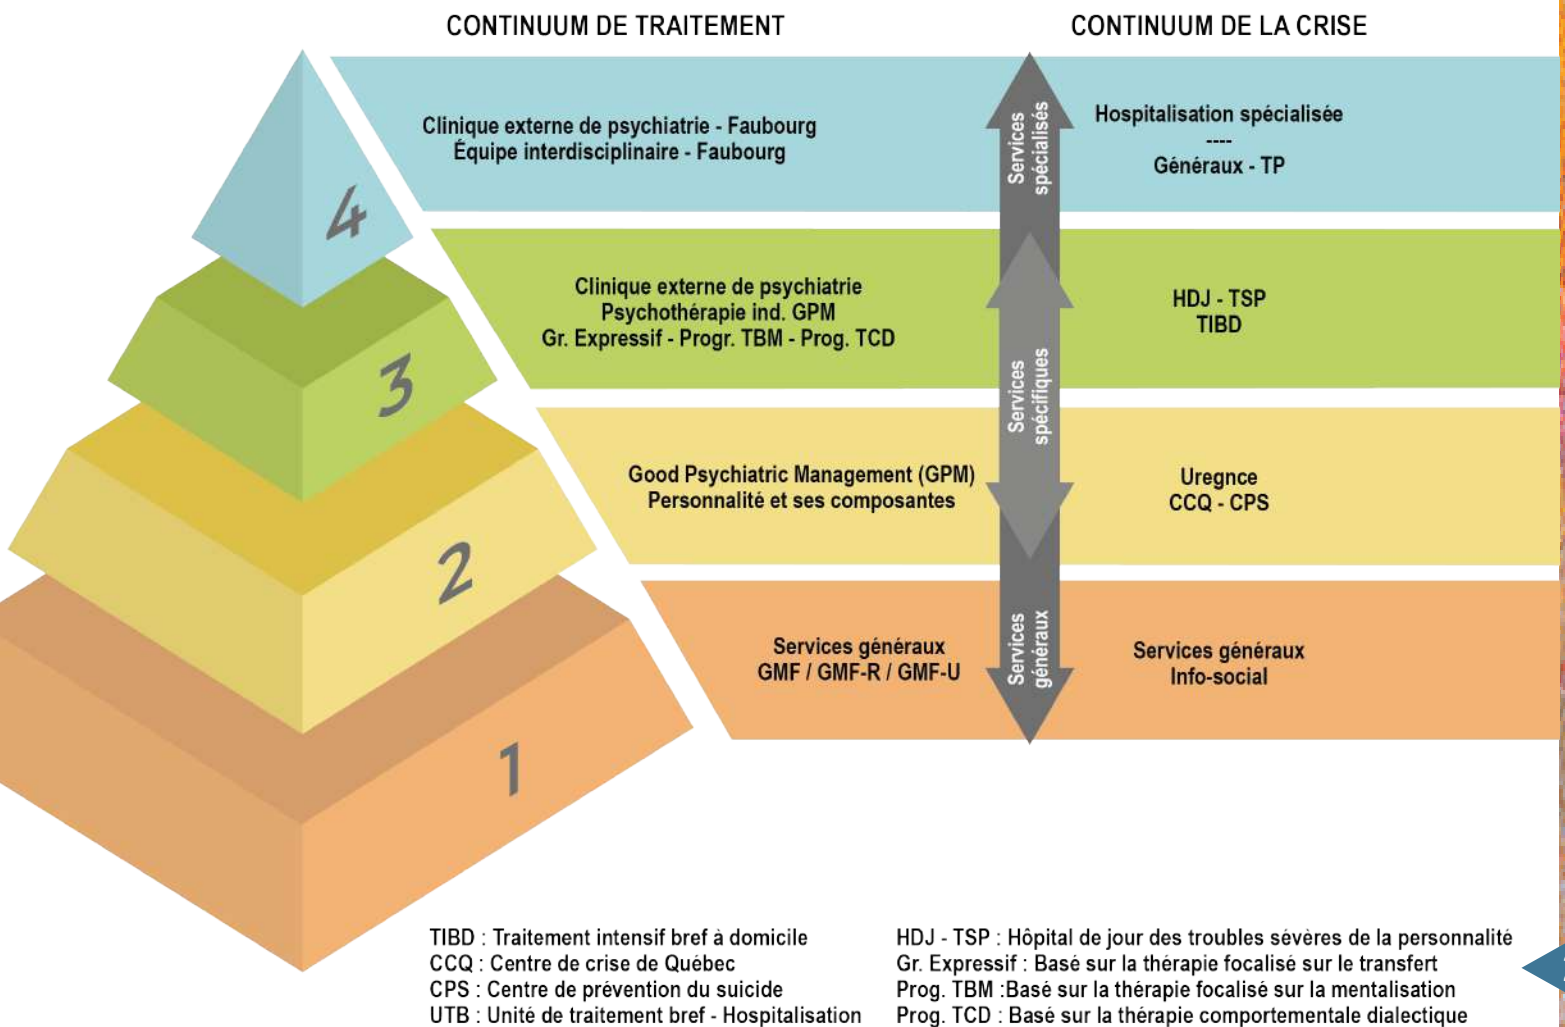 CONTINUUM DE TRAITEMENT
CONTINUUM DE LA CRISE
4
Clinique externe de psychiatrie - Faubourg
Équipe interdisciplinaire - Faubourg
Services
spécialisés
Hospitalisation spécialisée
----
Généraux - TP
3
Clinique externe de psychiatrie
Psychothérapie ind. GPM
Gr. Expressif - Progr. TBM - Prog. TCD
Services
spécifiques
HDJ - TSP
TIBD
2
Good Psychiatric Management (GPM)
Personnalité et ses composantes
Uregnce
CCQ - CPS
1
Services généraux
GMF / GMF-R / GMF-U
Services
généraux
Services généraux
Info-social
TIBD : Traitement intensif bref à domicile
CCQ : Centre de crise de Québec
CPS : Centre de prévention du suicide
UTB : Unité de traitement bref - Hospitalisation
HDJ - TSP : Hôpital de jour des troubles sévères de la personnalité
Gr. Expressif : Basé sur la thérapie focalisé sur le transfert
Prog. TBM :Basé sur la thérapie focalisé sur la mentalisation
Prog. TCD : Basé sur la thérapie comportementale dialectique